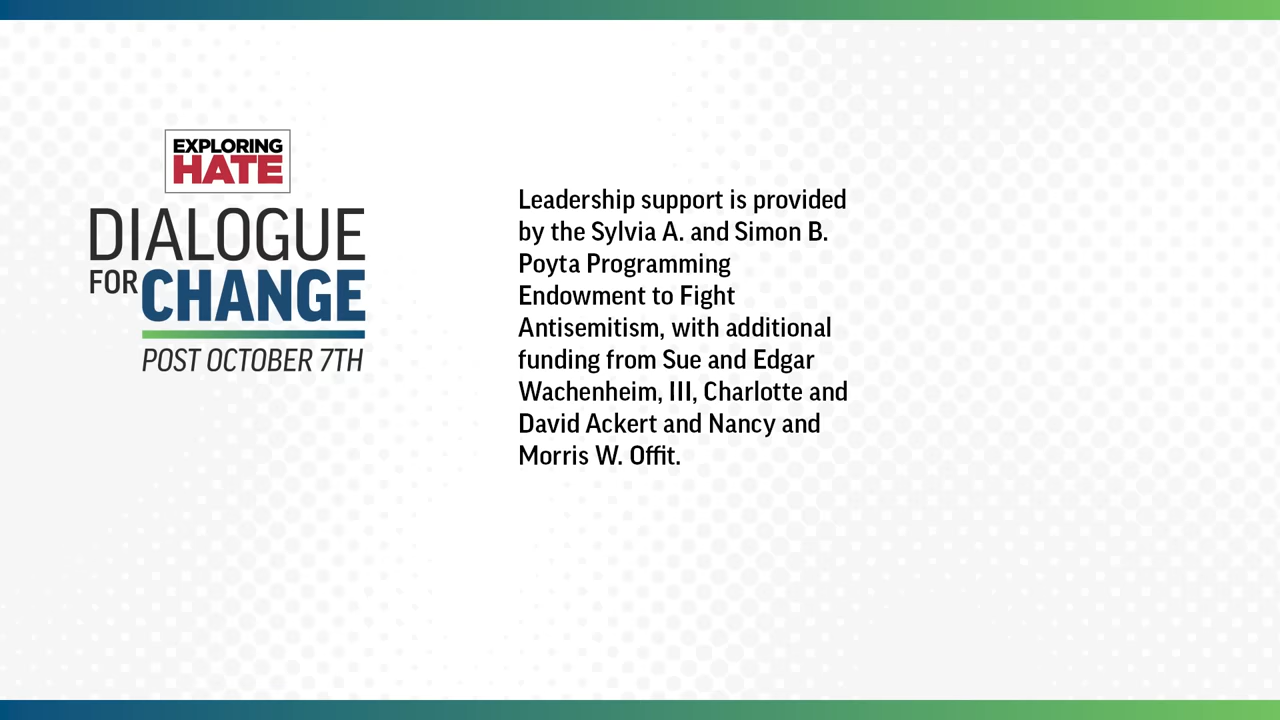 EXPLORING
HATE
DIALOGUE
FOR CHANGE
POST OCTOBER 7TH
Leadership support is provided
by the Sylvia A. and Simon B.
Poyta Programming
Endowment to Fight
Antisemitism, with additional
funding from Sue and Edgar
Wachenheim, III, Charlotte and
David Ackert and Nancy and
Morris W. Offit.